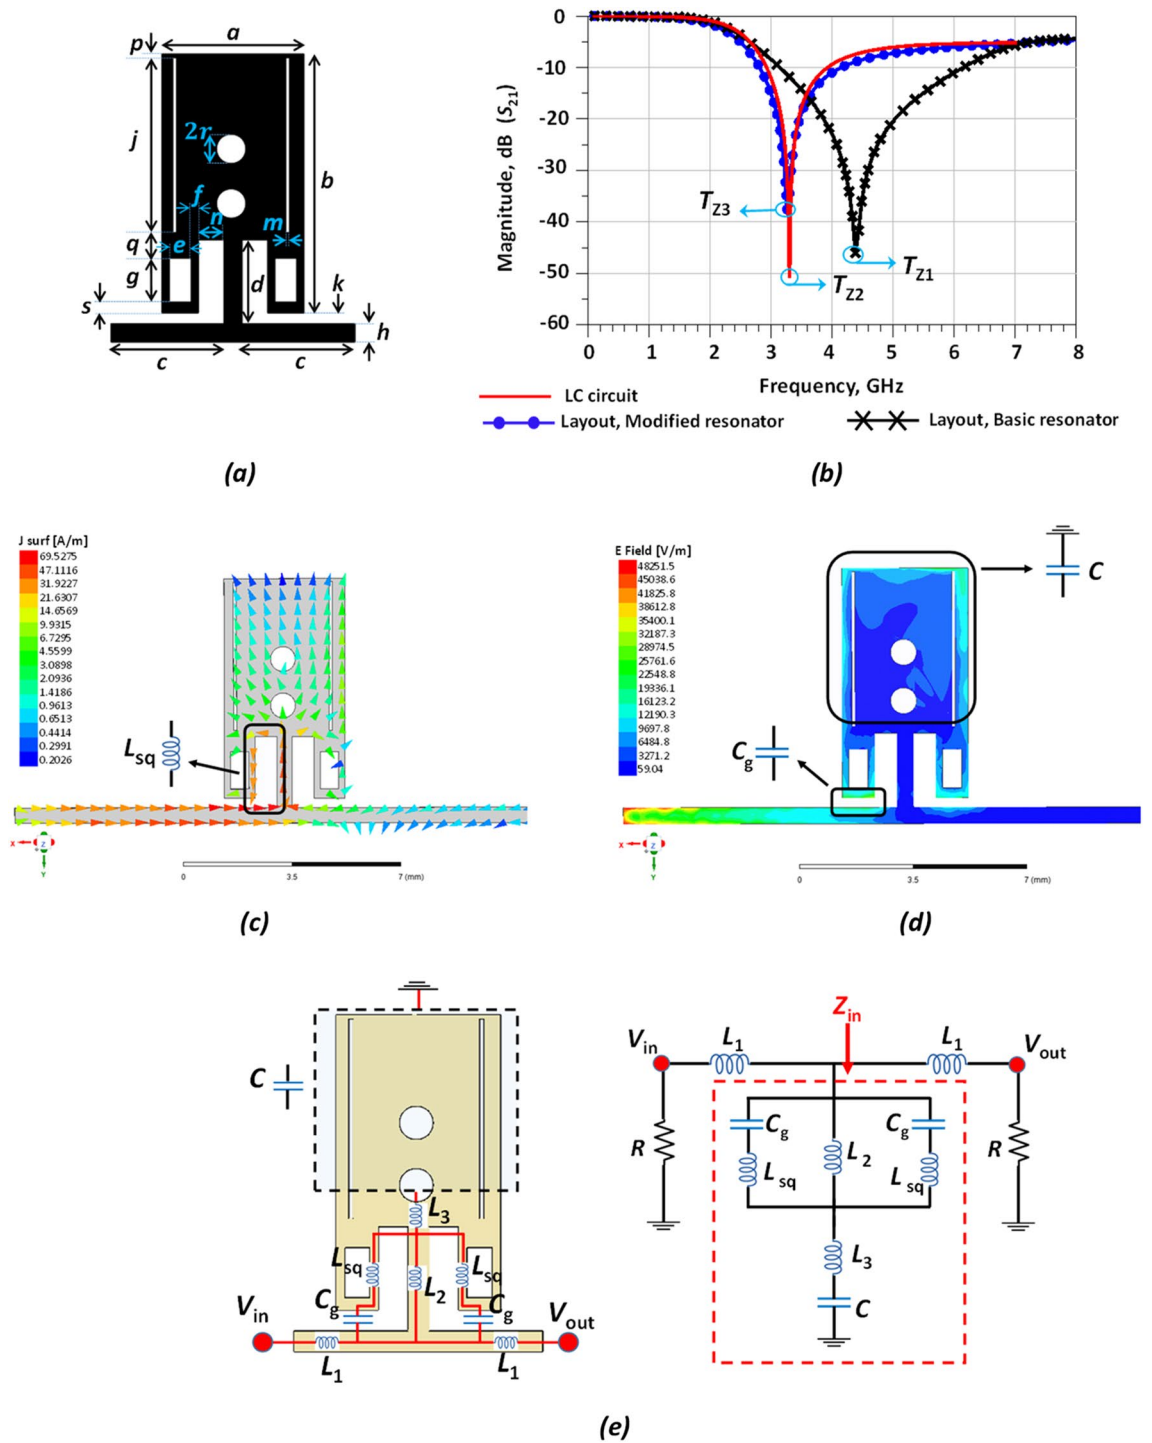 p
a
j
2r
b
f
n
m
q
e
g
d
k
s
h
c
c
(a)
Magnitude, dB (S21)
0
-10
-20
-30
-40
-50
-60
TZ3
TZ1
TZ2
0 1 2 3 4 5 6 7 8
Frequency, GHz
LC circuit
Layout, Modified resonator
Layout, Basic resonator
(b)
J surf [A/m]
69.5275
47.1116
31.9227
21.6307
14.6569
9.9315
6.7295
4.5599
3.0898
2.0936
1.4186
0.9613
0.6513
0.4414
0.2991
0.2026
Lsq
X
Z
Y
0 3.5 7 (mm)
(c)
E Field [V/m]
48251.5
45038.6
41825.8
38612.8
35400.1
32187.3
28974.5
25761.6
22548.8
19336.1
16123.2
12190.3
9697.8
6484.8
3271.2
59.04
C
Cg
X
Z
Y
0 3.5 7 (mm)
(d)
C
L3
Lsq
L2
Lsq
Cg
Cg
Vin
Vout
L1
L1
Zin
Vin
L1
L1
Vout
R
Cg
Cg
L2
Lsq
Lsq
R
L3
C
(e)